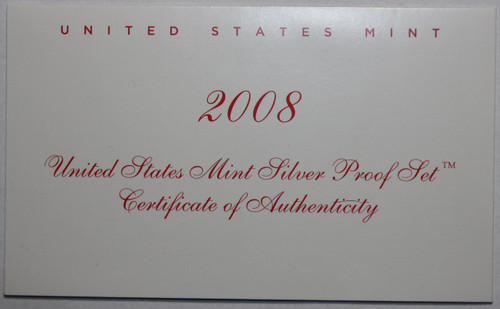 UNITED STATES MINT
2008
United States Mint Silver Proof Set™
Certificate of Authenticity